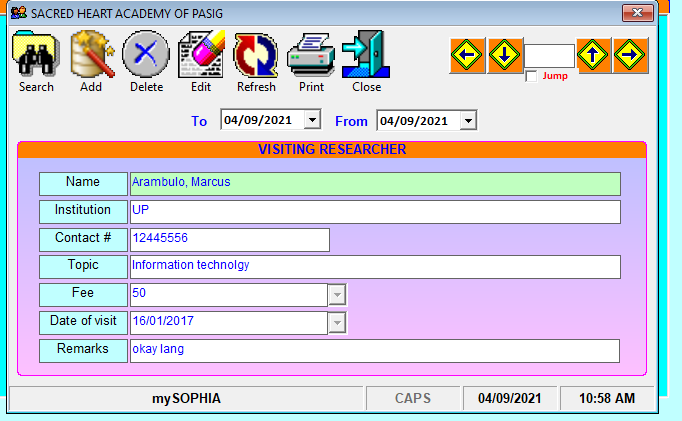 SACRED HEART ACADEMY OF PASIG
Search Add Delete Edit Refresh Print Close
Jump
To 04/09/2021 From 04/09/2021
VISITING RESEARCHER
Name Arambulo, Marcus
Institution UP
Contact # 12445556
Topic Information technolgy
Fee 50
Date of visit 16/01/2017
Remarks okay lang
mySOPHIA CAPS 04/09/2021 10:58 AM